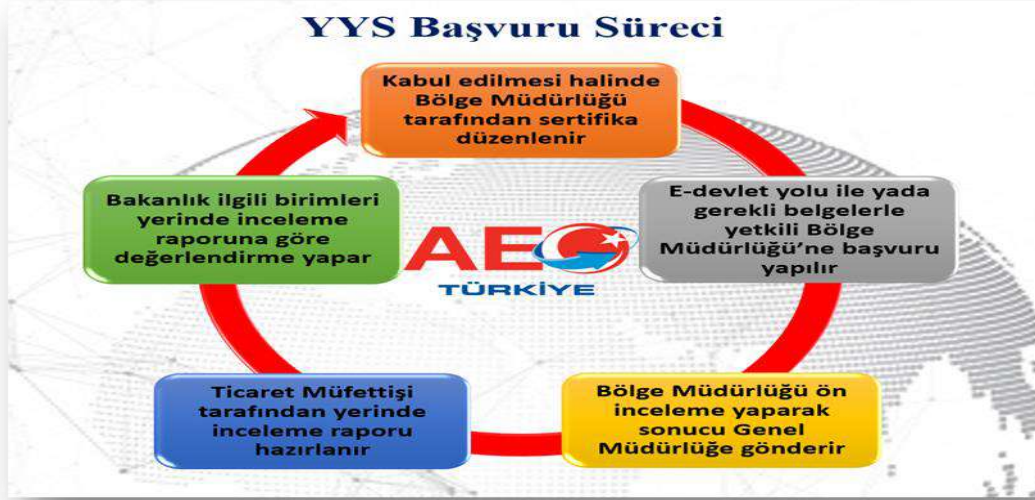 YYS Başvuru Süreci
Kabul edilmesi halinde
Bölge Müdürlüğü
tarafından sertifika
düzenlenir
E-devlet yolu ile yada
gerekli belgelerle
yetkili Bölge
Müdürlüğü’ne başvuru
yapılır
Bölge Müdürlüğü ön
inceleme yaparak
sonucu Genel
Müdürlüğe gönderir
Ticaret Müfettişi
tarafından yerinde
inceleme raporu
hazırlanır
Bakanlık ilgili birimleri
yerinde inceleme
raporuna göre
değerlendirme yapar
AEO
TÜRKİYE